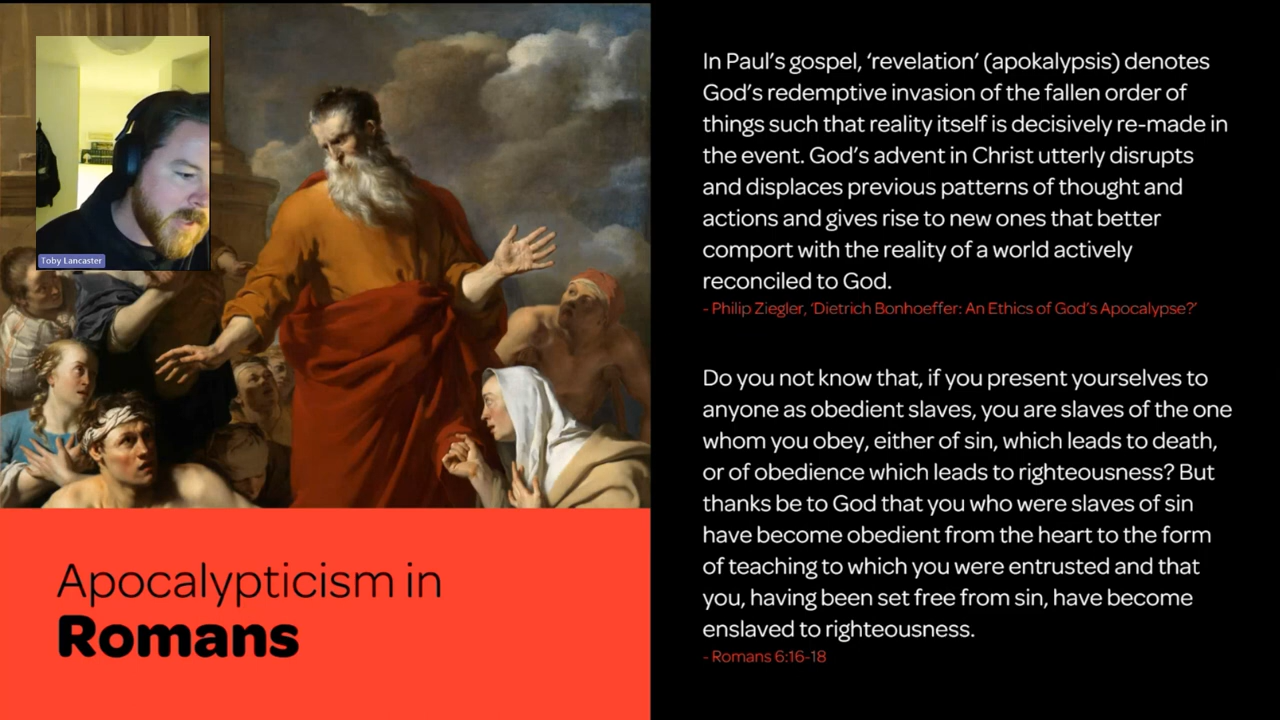 Toby Lancaster
Apocalypticism in
Romans
In Paul's gospel, 'revelation' (apokalypsis) denotes
God's redemptive invasion of the fallen order of
things such that reality itself is decisively re-made in
the event. God's advent in Christ utterly disrupts
and displaces previous patterns of thought and
actions and gives rise to new ones that better
comport with the reality of a world actively
reconciled to God.
- Philip Ziegler, 'Dietrich Bonhoeffer: An Ethics of God's Apocalypse?'
Do you not know that, if you present yourselves to
anyone as obedient slaves, you are slaves of the one
whom you obey, either of sin, which leads to death,
or of obedience which leads to righteousness? But
thanks be to God that you who were slaves of sin
have become obedient from the heart to the form
of teaching to which you were entrusted and that
you, having been set free from sin, have become
enslaved to righteousness.
- Romans 6:16-18